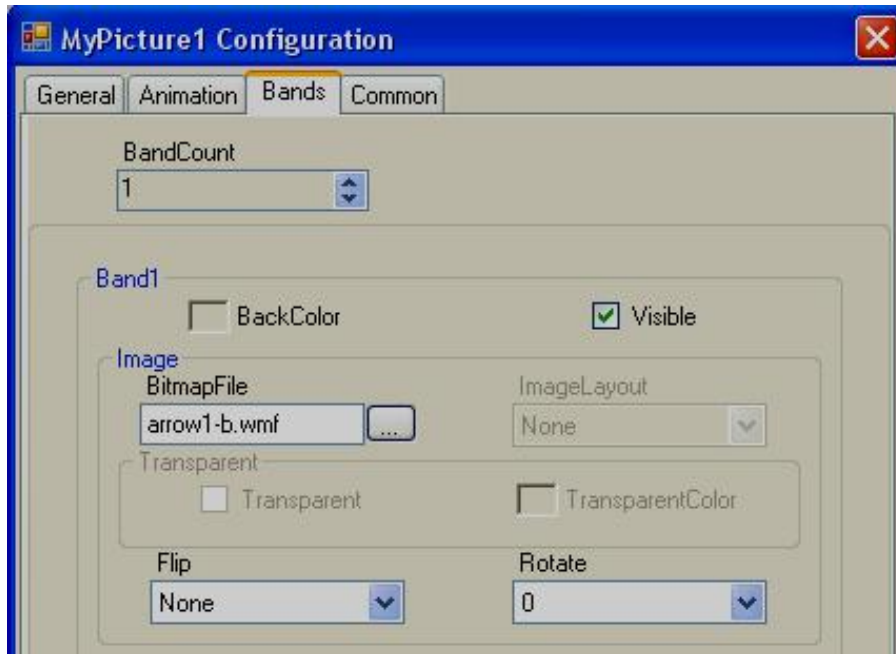 MyPicture1 Configuration
General Animation Bands Common
BandCount
1
Band1
BackColor Visible
Image
BitmapFile ImageLayout
arrow1-b.wmf ... None
Transparent
Transparent TransparentColor
Flip Rotate
None 0